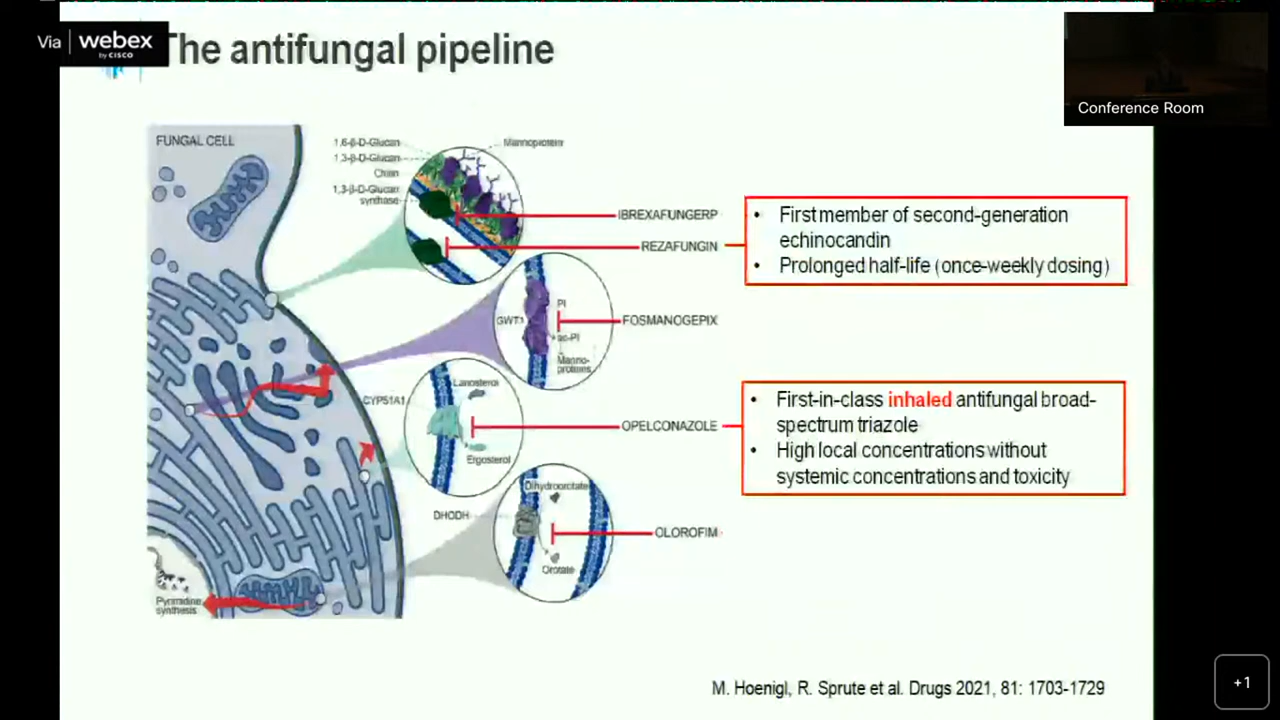 Via webex
by CISCO
The antifungal pipeline
Conference Room
FUNGAL CELL
1,6-β-D-Glucan
1,3-β-D-Glucan
Chitin
1,3-β-D-Glucan
synthase
Mannoprotein
IBREXAFUNGERP
REZAFUNGIN
• First member of second-generation
echinocandin
• Prolonged half-life (once-weekly dosing)
GWT1
PI
ac-PI
Manno-
proteins
FOSMANOGEPIX
CYP51A1
Lanosterol
Ergosterol
OPELCONAZOLE
• First-in-class inhaled antifungal broad-
spectrum triazole
• High local concentrations without
systemic concentrations and toxicity
DHODH
Dihydroorotate
Orotate
OLOROFIM
Pyrimidine
synthesis
M. Hoenigl, R. Sprute et al. Drugs 2021, 81: 1703-1729
+1